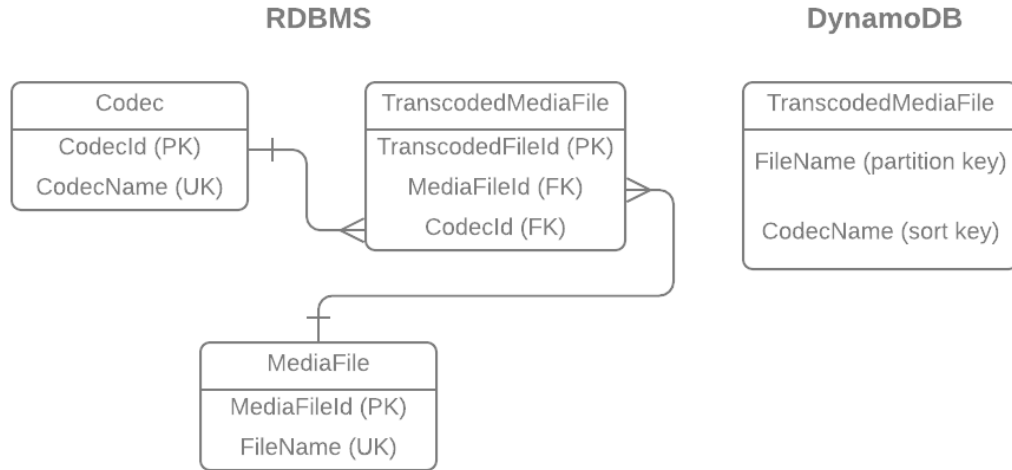 RDBMS
DynamoDB
Codec
CodecId (PK)
CodecName (UK)
TranscodedMediaFile
TranscodedFileId (PK)
MediaFileId (FK)
CodecId (FK)
TranscodedMediaFile
FileName (partition key)
CodecName (sort key)
MediaFile
MediaFileId (PK)
FileName (UK)